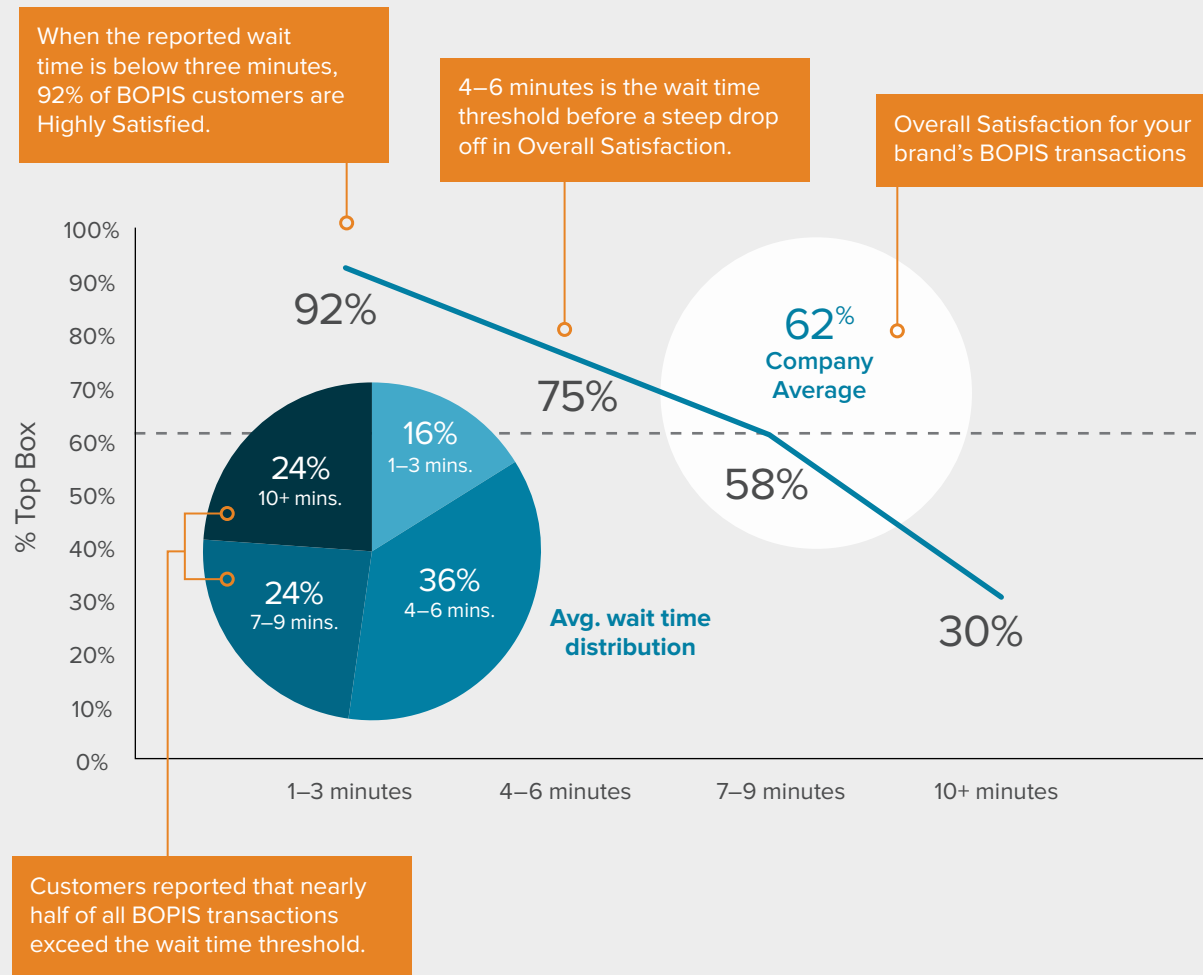 When the reported wait
time is below three minutes,
92% of BOPIS customers are
Highly Satisfied.
4–6 minutes is the wait time
threshold before a steep drop
off in Overall Satisfaction.
Overall Satisfaction for your
brand’s BOPIS transactions
% Top Box
100%
90%
80%
70%
60%
50%
40%
30%
20%
10%
0%
92%
75%
62%
Company
Average
58%
30%
16%
1–3 mins.
24%
10+ mins.
36%
4–6 mins.
24%
7–9 mins.
Avg. wait time
distribution
1–3 minutes
4–6 minutes
7–9 minutes
10+ minutes
Customers reported that nearly
half of all BOPIS transactions
exceed the wait time threshold.